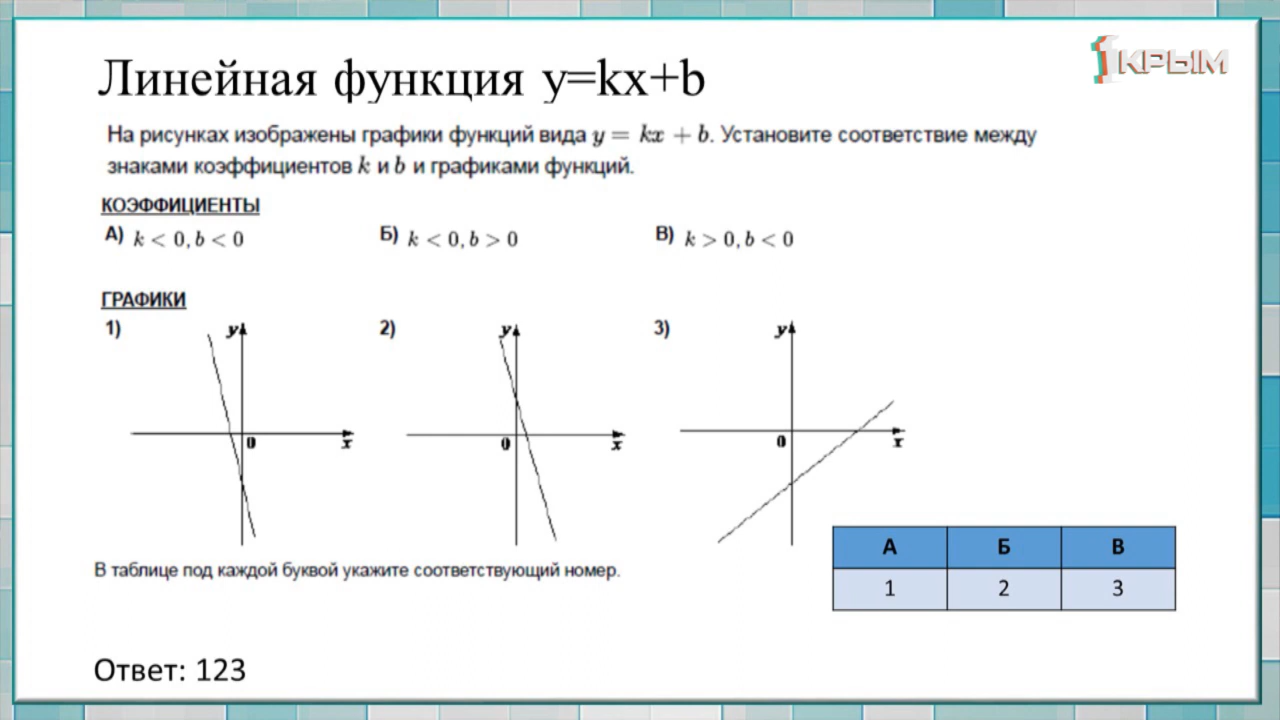 1 КРЫМ
Линейная функция y=kx+b
На рисунках изображены графики функций вида y = kx + b. Установите соответствие между
знаками коэффициентов k и b и графиками функций.
КОЭФФИЦИЕНТЫ
А) k < 0, b < 0 Б) k < 0, b > 0 В) k > 0, b < 0
ГРАФИКИ
1) 2) 3)
y y y
0 0 0
x x x
А Б В
1 2 3
В таблице под каждой буквой укажите соответствующий номер.
Ответ: 123